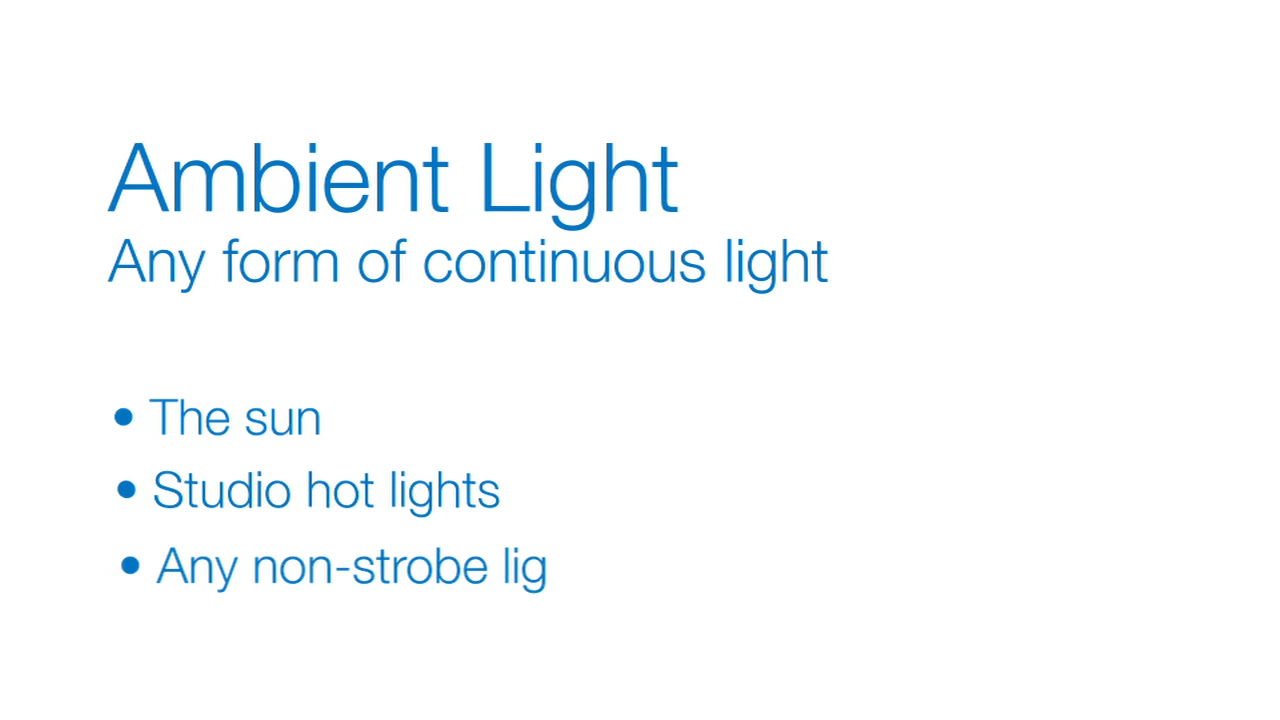 Ambient Light
Any form of continuous light
• The sun
• Studio hot lights
• Any non-strobe lig